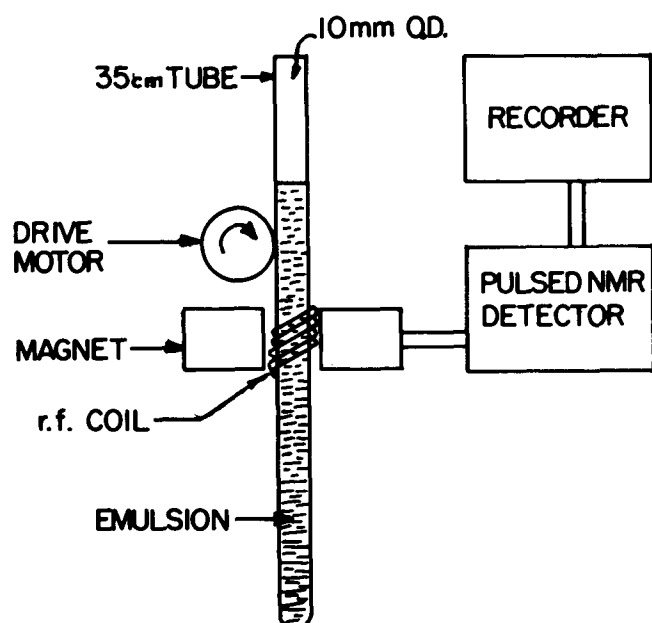 10mm O.D.
35cm TUBE
RECORDER
DRIVE
MOTOR
PULSED NMR
DETECTOR
MAGNET
r.f. COIL
EMULSION